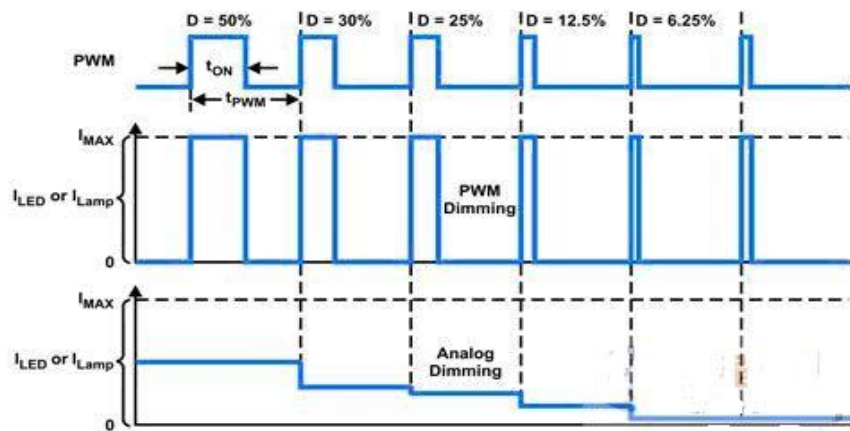 D = 50% D = 30% D = 25% D = 12.5% D = 6.25%
PWM
tON
tPWM
IMAX
ILED or ILamp
PWM
Dimming
0
IMAX
ILED or ILamp
Analog
Dimming
0